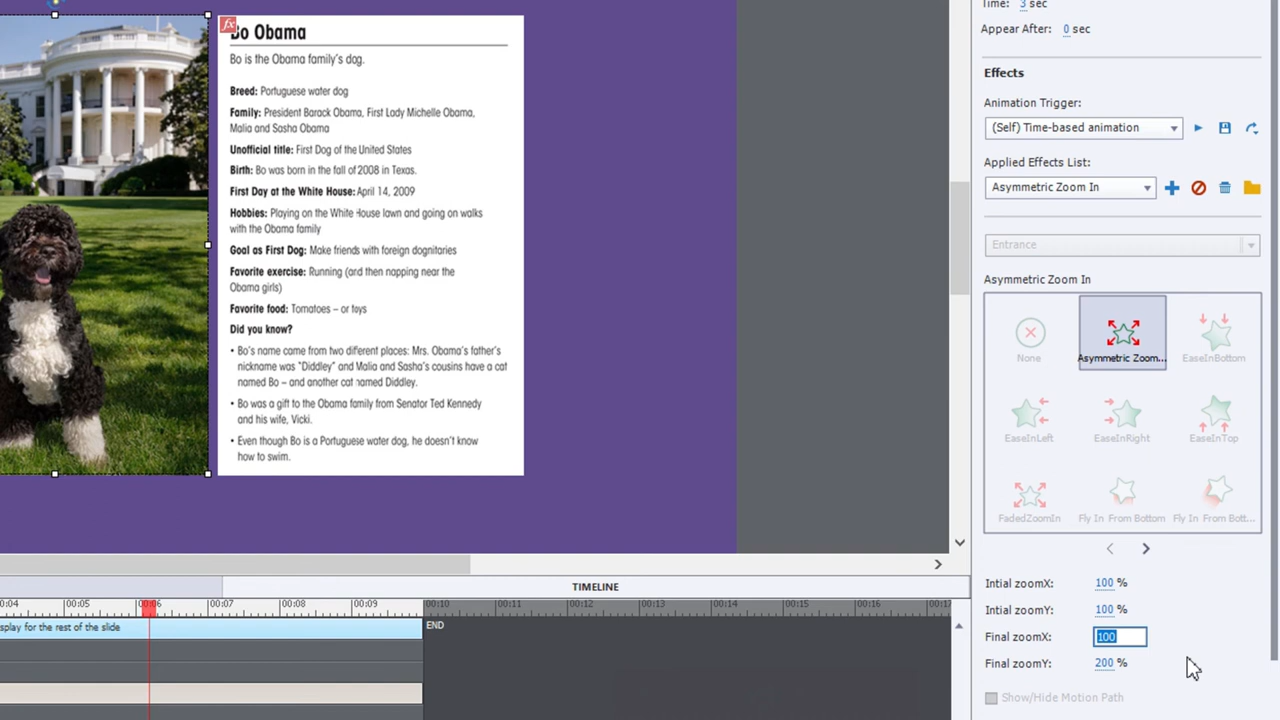 Time: 3 sec
Appear After: 0 sec
Effects
Animation Trigger:
(Self) Time-based animation
Applied Effects List:
Asymmetric Zoom In
Entrance
Asymmetric Zoom In
None
Asymmetric Zoom...
EaseInBottom
EaseInLeft
EaseInRight
EaseInTop
FadedZoomIn
Fly In From Bottom
Fly In From Bott...
Intial zoomX: 100 %
Intial zoomY: 100 %
Final zoomX: 100
Final zoomY: 200 %
Show/Hide Motion Path
fx
Bo Obama
Bo is the Obama family's dog.
Breed: Portuguese water dog
Family: President Barack Obama, First Lady Michelle Obama,
Malia and Sasha Obama
Unofficial title: First Dog of the United States
Birth: Bo was born in the fall of 2008 in Texas.
First Day at the White House: April 14, 2009
Hobbies: Playing on the White House lawn and going on walks
with the Obama family
Goal as First Dog: Make friends with foreign dognitaries
Favorite exercise: Running (and then napping near the
Obama girls)
Favorite food: Tomatoes – or toys
Did you know?
• Bo's name came from two different places: Mrs. Obama's father's
nickname was "Diddley" and Malia and Sasha's cousins have a cat
named Bo – and another cat named Diddley.
• Bo was a gift to the Obama family from Senator Ted Kennedy
and his wife, Vicki.
• Even though Bo is a Portuguese water dog, he doesn't know
how to swim.
TIMELINE
0:04 00:05 00:06 00:07 00:08 00:09 00:10 00:11 00:12 00:13 00:14 00:15 00:16 00:17
splay for the rest of the slide
END